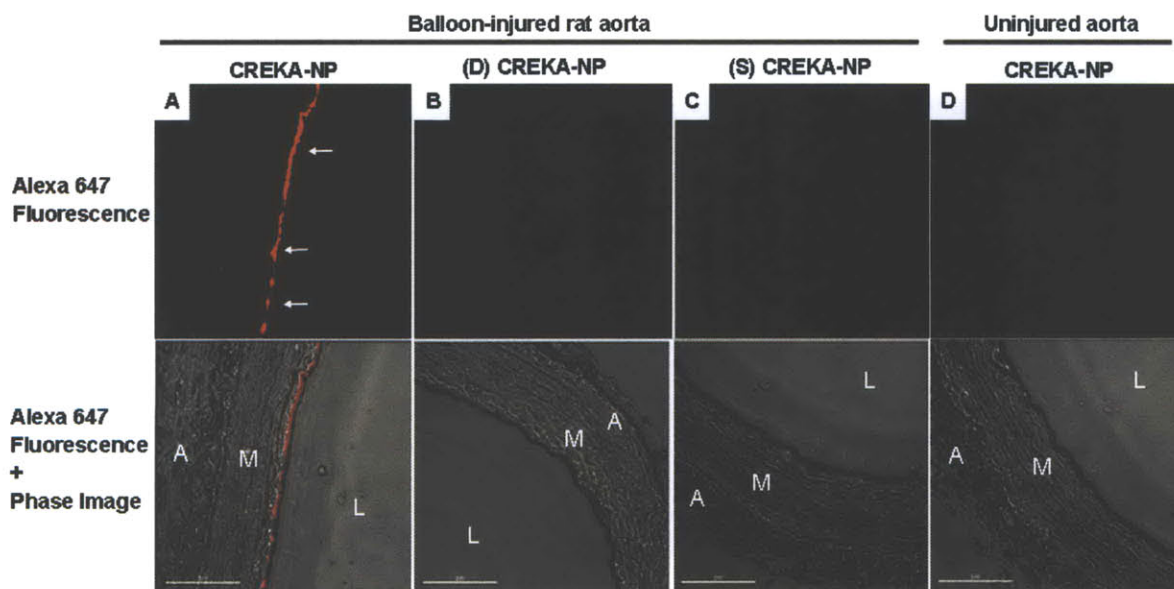 Balloon-injured rat aorta
Uninjured aorta
CREKA-NP
(D) CREKA-NP
(S) CREKA-NP
CREKA-NP
A
B
C
D
Alexa 647
Fluorescence
Alexa 647
Fluorescence
+
Phase Image
A
M
L
L
M
A
A
M
L
A
M
L